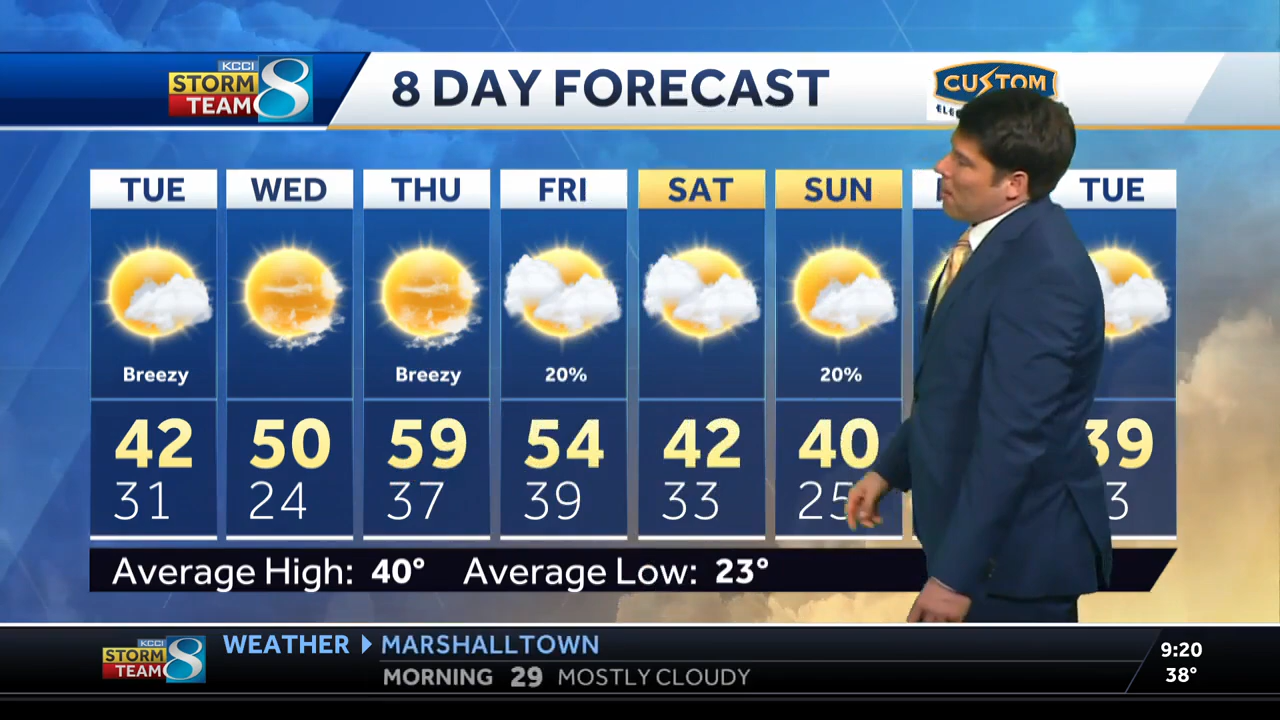 KCCI
STORM
TEAM 8
8 DAY FORECAST
CUSTOM
TUE WED THU FRI SAT SUN TUE
Breezy Breezy 20% 20%
42 50 59 54 42 40 39
31 24 37 39 33 25
Average High: 40° Average Low: 23°
KCCI
STORM
TEAM 8
WEATHER MARSHALLTOWN
MORNING 29 MOSTLY CLOUDY
9:20
38°